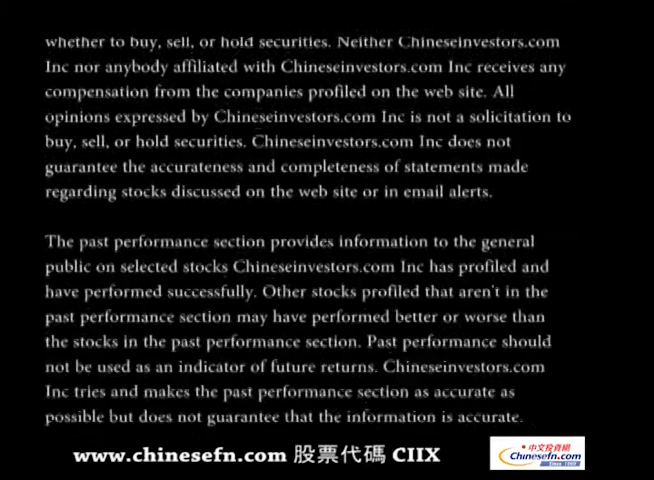 whether to buy, sell, or hold securities. Neither Chineseinvestors.com
Inc nor anybody affiliated with Chineseinvestors.com Inc receives any
compensation from the companies profiled on the web site. All
opinions expressed by Chineseinvestors.com Inc is not a solicitation to
buy, sell, or hold securities. Chineseinvestors.com Inc does not
guarantee the accurateness and completeness of statements made
regarding stocks discussed on the web site or in email alerts.
The past performance section provides information to the general
public on selected stocks Chineseinvestors.com Inc has profiled and
have performed successfully. Other stocks profiled that aren't in the
past performance section may have performed better or worse than
the stocks in the past performance section. Past performance should
not be used as an indicator of future returns. Chineseinvestors.com
Inc tries and makes the past performance section as accurate as
possible but does not guarantee that the information is accurate.
www.chinesefn.com 股票代碼 CIIX
中文投資網
Chinesefn.com
Since 1999